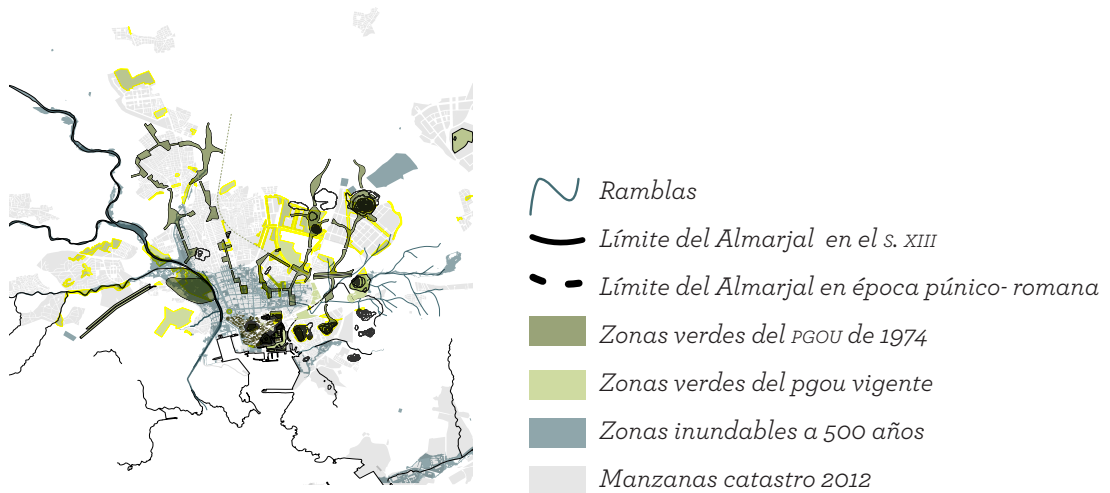 Ramblas
Límite del Almarjal en el s. XIII
Límite del Almarjal en época púnico- romana
Zonas verdes del PGOU de 1974
Zonas verdes del pgou vigente
Zonas inundables a 500 años
Manzanas catastro 2012